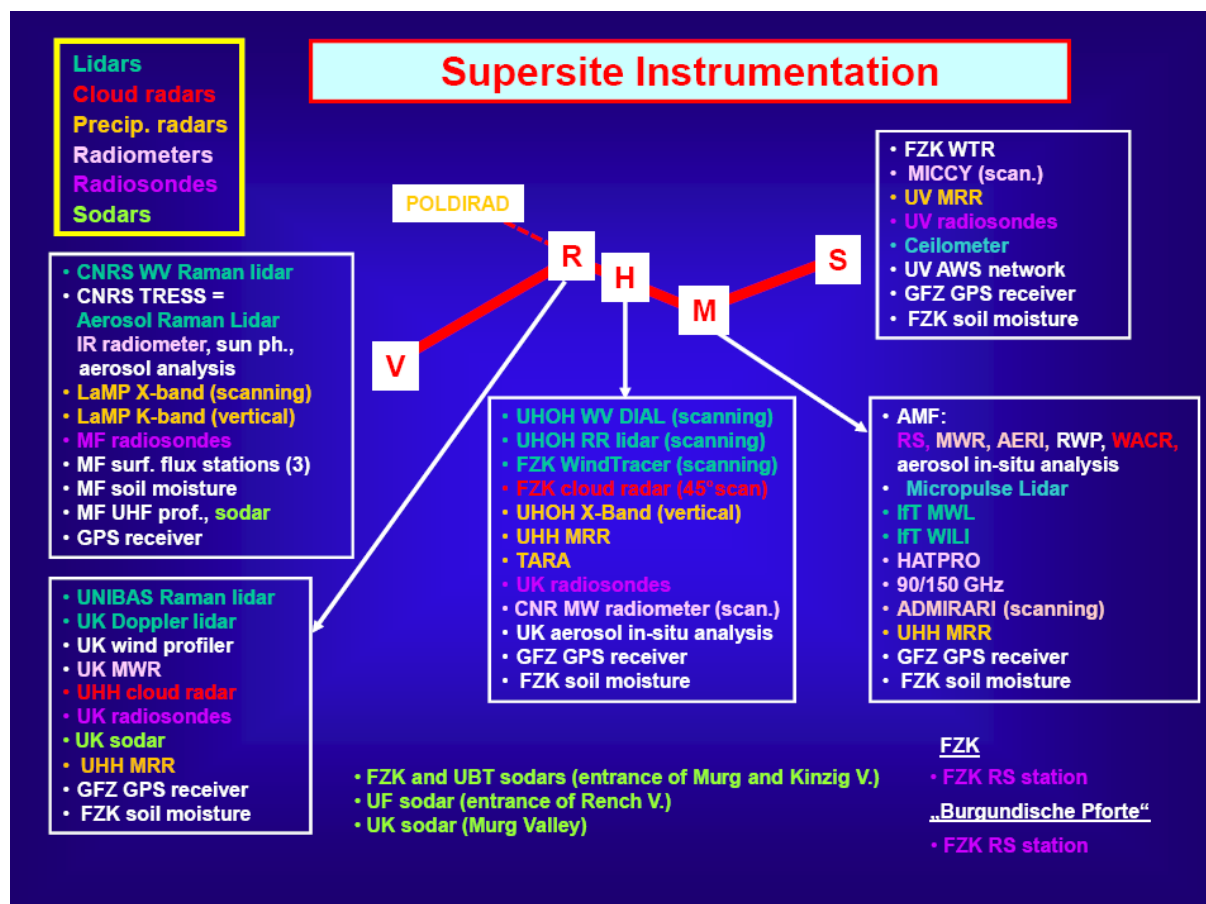 Supersite Instrumentation
Lidars
Cloud radars
Precip. radars
Radiometers
Radiosondes
Sodars
POLDIRAD
V
R
H
M
S
• CNRS WV Raman lidar
• CNRS TRESS =
Aerosol Raman Lidar
IR radiometer, sun ph.,
aerosol analysis
• LaMP X-band (scanning)
• LaMP K-band (vertical)
• MF radiosondes
• MF surf. flux stations (3)
• MF soil moisture
• MF UHF prof., sodar
• GPS receiver
• UNIBAS Raman lidar
• UK Doppler lidar
• UK wind profiler
• UK MWR
• UHH cloud radar
• UK radiosondes
• UK sodar
• UHH MRR
• GFZ GPS receiver
• FZK soil moisture
• UHOH WV DIAL (scanning)
• UHOH RR lidar (scanning)
• FZK WindTracer (scanning)
• FZK cloud radar (45°scan)
• UHOH X-Band (vertical)
• UHH MRR
• TARA
• UK radiosondes
• CNR MW radiometer (scan.)
• UK aerosol in-situ analysis
• GFZ GPS receiver
• FZK soil moisture
• AMF:
RS, MWR, AERI, RWP, WACR,
aerosol in-situ analysis
• Micropulse Lidar
• IfT MWL
• IfT WILI
• HATPRO
• 90/150 GHz
• ADMIRARI (scanning)
• UHH MRR
• GFZ GPS receiver
• FZK soil moisture
• FZK WTR
• MICCY (scan.)
• UV MRR
• UV radiosondes
• Ceilometer
• UV AWS network
• GFZ GPS receiver
• FZK soil moisture
• FZK and UBT sodars (entrance of Murg and Kinzig V.)
• UF sodar (entrance of Rench V.)
• UK sodar (Murg Valley)
FZK
• FZK RS station
„Burgundische Pforte“
• FZK RS station